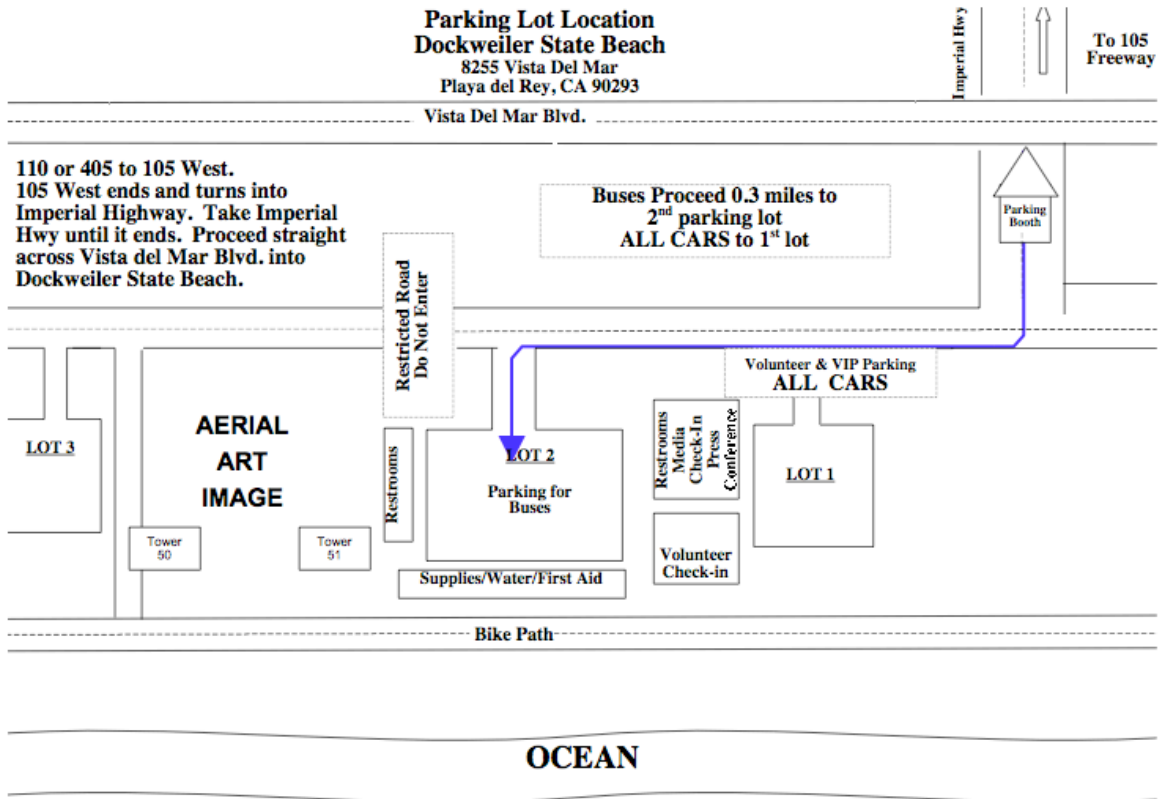 Parking Lot Location
Dockweiler State Beach
8255 Vista Del Mar
Playa del Rey, CA 90293
Imperial Hwy
To 105
Freeway
Vista Del Mar Blvd.
110 or 405 to 105 West.
105 West ends and turns into
Imperial Highway. Take Imperial
Hwy until it ends. Proceed straight
across Vista del Mar Blvd. into
Dockweiler State Beach.
Buses Proceed 0.3 miles to
2nd parking lot
ALL CARS to 1st lot
Parking
Booth
Restricted Road
Do Not Enter
Volunteer & VIP Parking
ALL CARS
LOT 3
AERIAL
ART
IMAGE
Tower
50
Tower
51
Restrooms
LOT 2
Parking for
Buses
Supplies/Water/First Aid
Restrooms
Media
Check-In
Press
Conference
Volunteer
Check-in
LOT 1
Bike Path
OCEAN